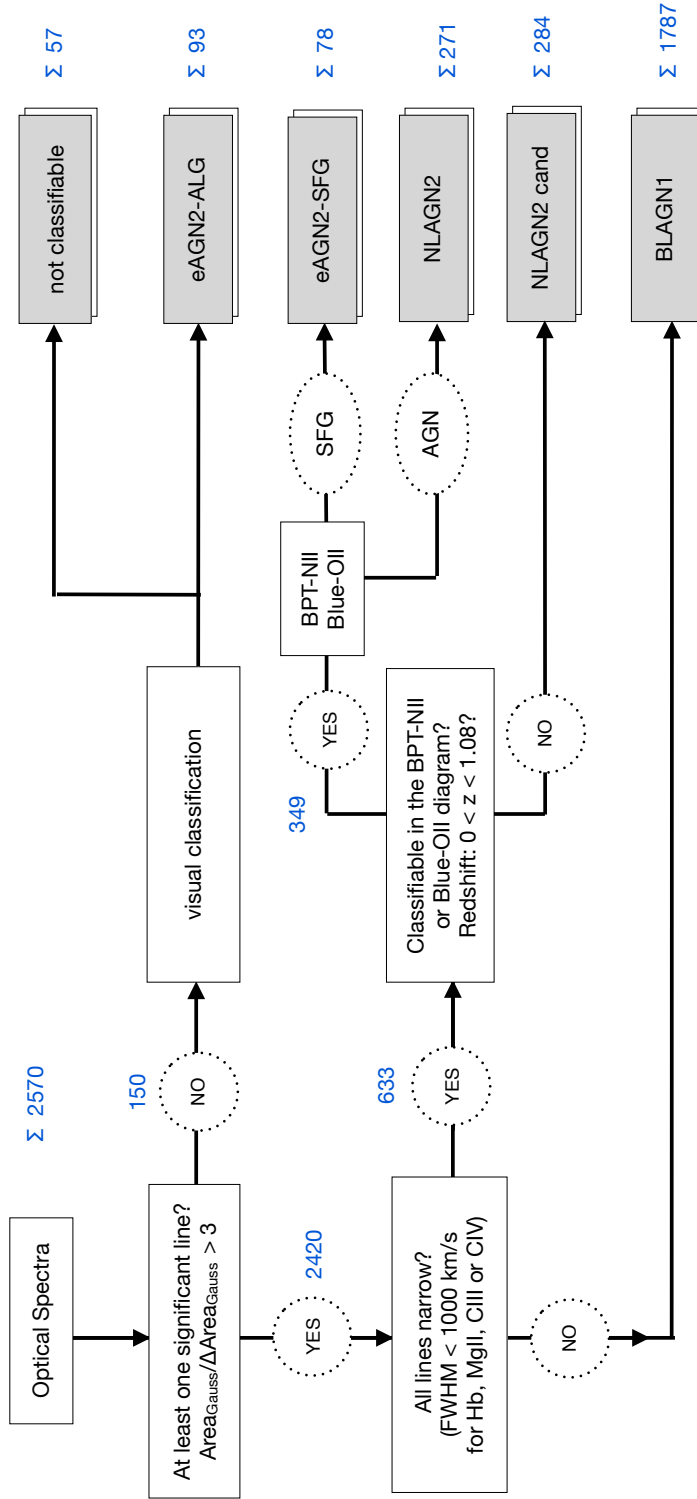 Optical Spectra
Σ 2570
At least one significant line?
Area_Gauss/ΔArea_Gauss > 3
150
NO
visual classification
not classifiable
Σ 57
eAGN2-ALG
Σ 93
YES
2420
All lines narrow?
(FWHM < 1000 km/s
for Hb, MgII, CIII or CIV)
633
YES
Classifiable in the BPT-NII
or Blue-OII diagram?
Redshift: 0 < z < 1.08?
349
YES
BPT-NII
Blue-OII
SFG
eAGN2-SFG
Σ 78
AGN
NLAGN2
Σ 271
NO
NLAGN2 cand
Σ 284
NO
BLAGN1
Σ 1787